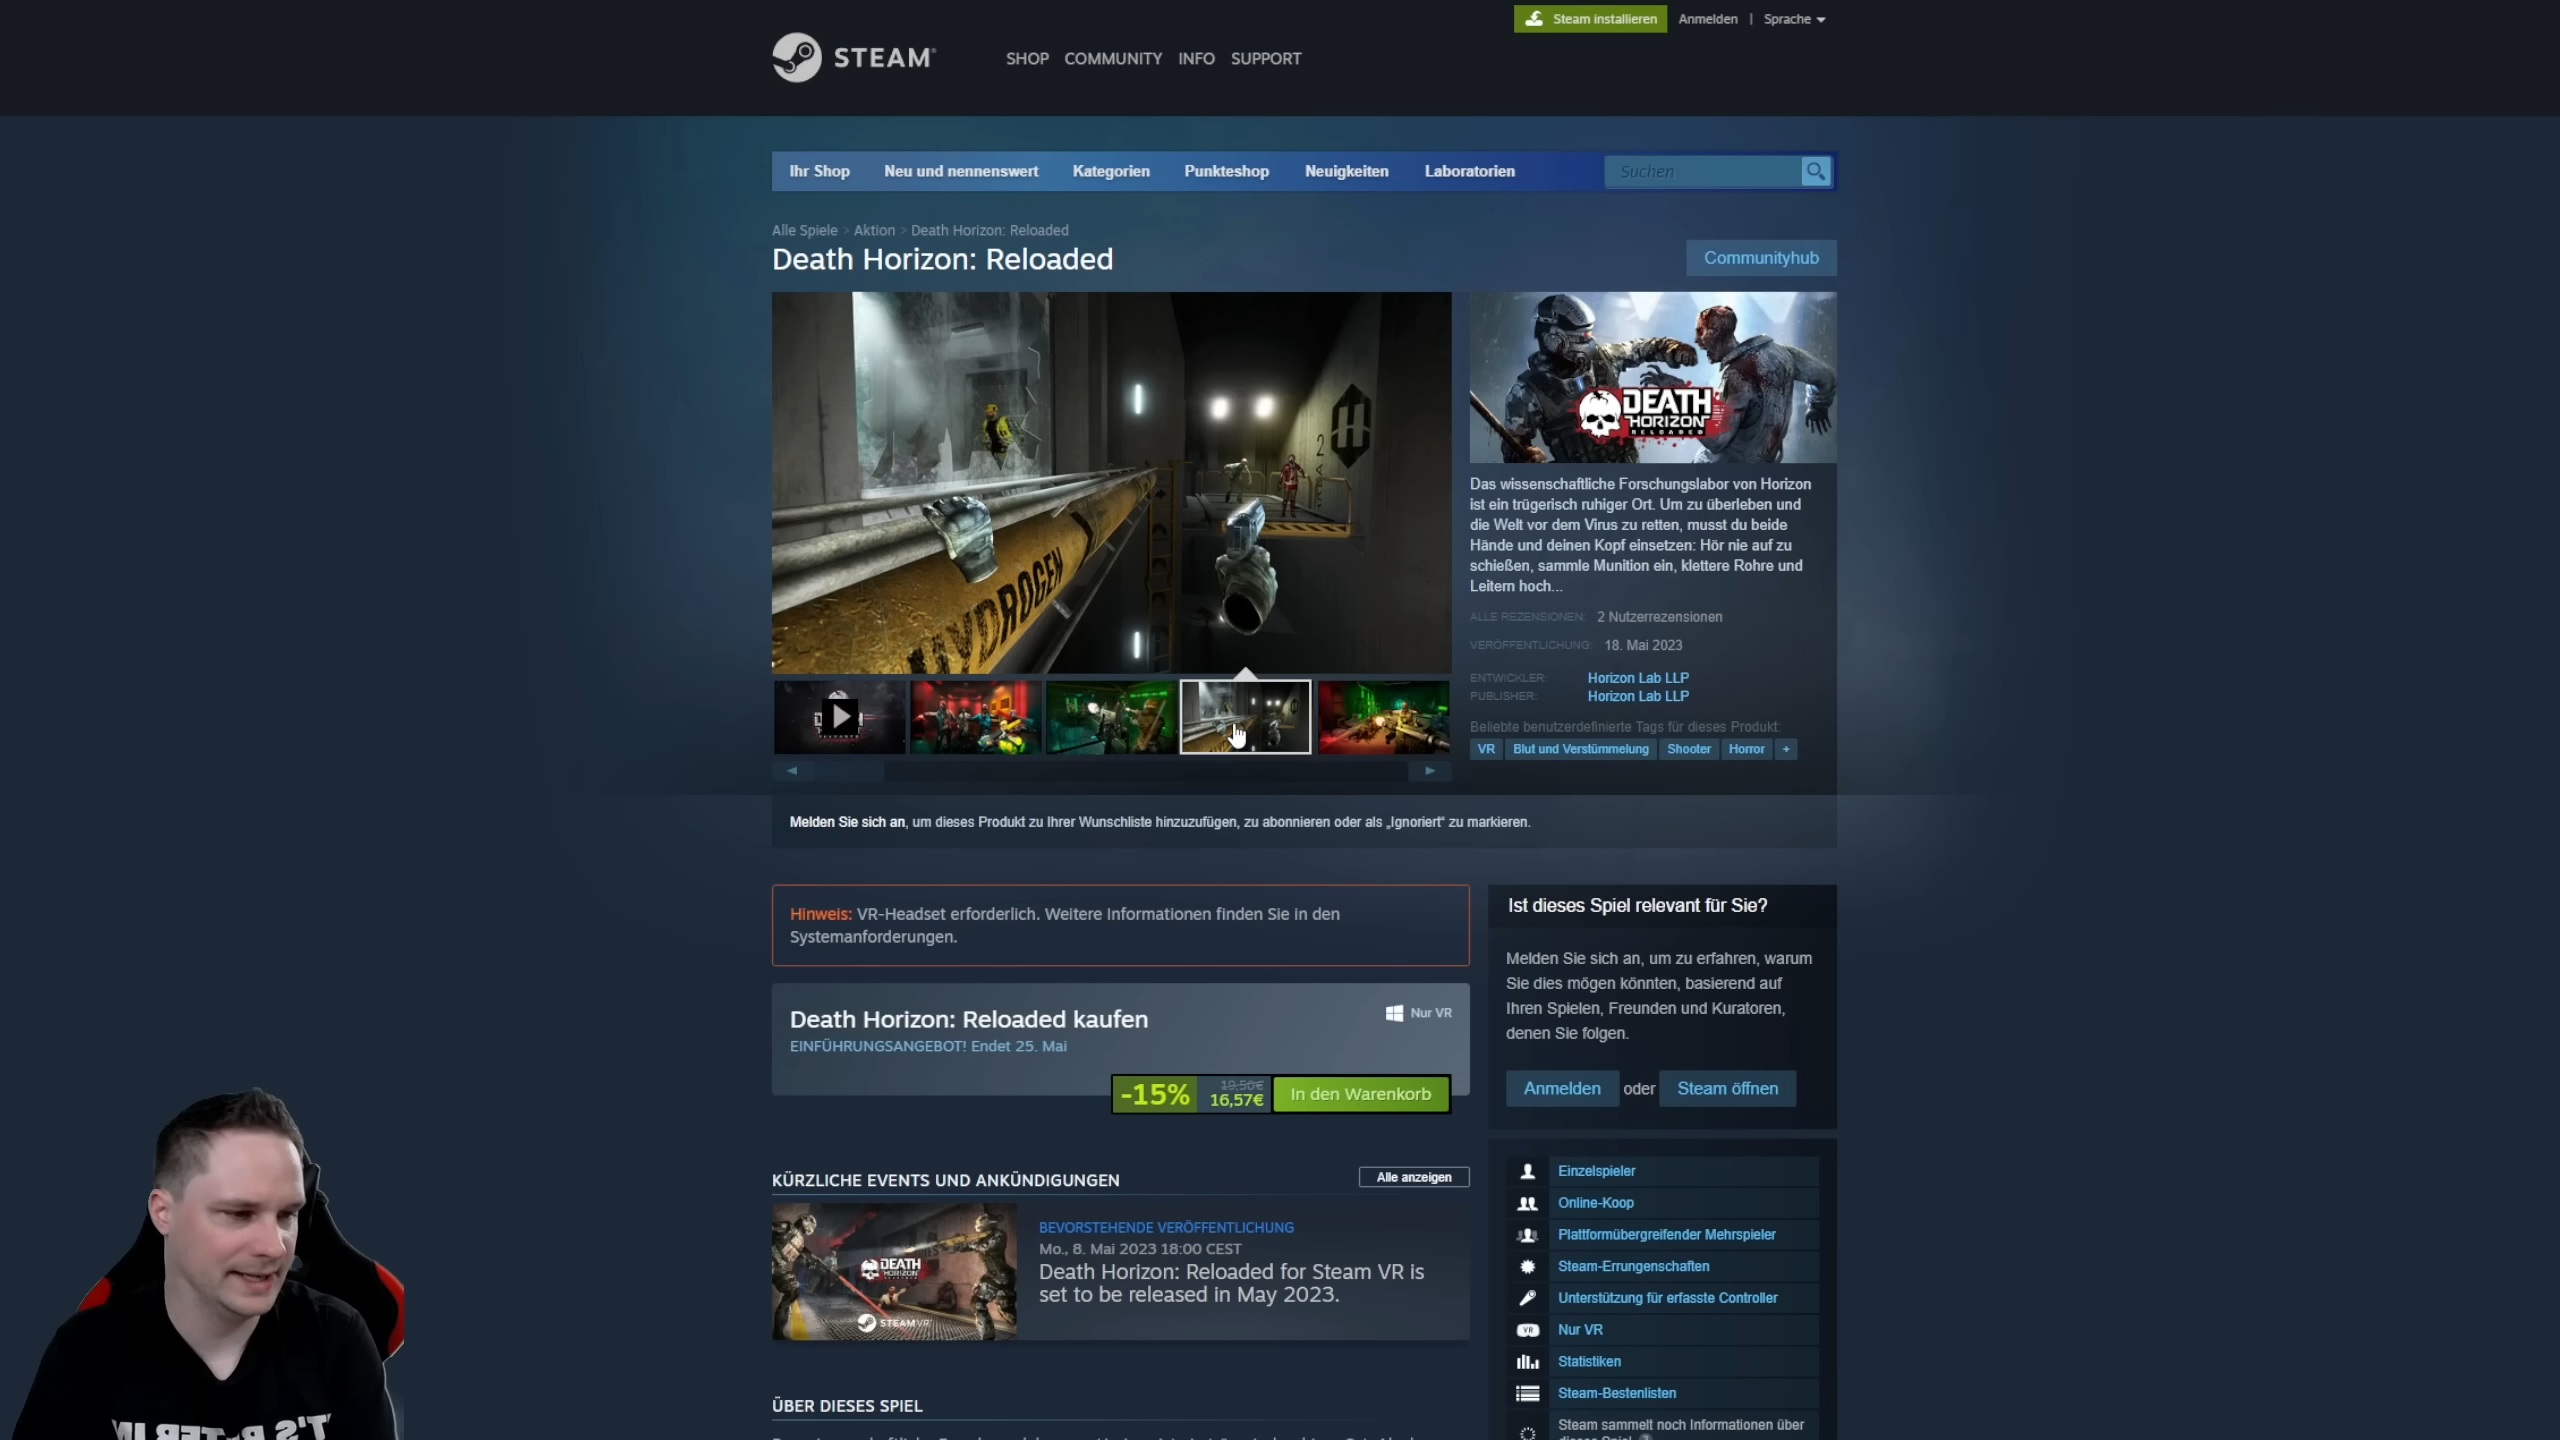 Steam installieren
Anmelden | Sprache
STEAM
SHOP COMMUNITY INFO SUPPORT
Ihr Shop Neu und nennenswert Kategorien Punkteshop Neuigkeiten Laboratorien
Suchen
Alle Spiele > Aktion > Death Horizon: Reloaded
Death Horizon: Reloaded
Communityhub
HYDROGEN
H
2
DEATH
HORIZON
RELOADED
Das wissenschaftliche Forschungslabor von Horizon
ist ein trügerisch ruhiger Ort. Um zu überleben und
die Welt vor dem Virus zu retten, musst du beide
Hände und deinen Kopf einsetzen: Hör nie auf zu
schießen, sammle Munition ein, klettere Rohre und
Leitern hoch...
ALLE REZENSIONEN: 2 Nutzerrezensionen
VERÖFFENTLICHUNG: 18. Mai 2023
ENTWICKLER: Horizon Lab LLP
PUBLISHER: Horizon Lab LLP
Beliebte benutzerdefinierte Tags für dieses Produkt:
VR Blut und Verstümmelung Shooter Horror +
Melden Sie sich an, um dieses Produkt zu Ihrer Wunschliste hinzuzufügen, zu abonnieren oder als „Ignoriert“ zu markieren.
Hinweis: VR-Headset erforderlich. Weitere Informationen finden Sie in den
Systemanforderungen.
Death Horizon: Reloaded kaufen
Nur VR
EINFÜHRUNGSANGEBOT! Endet 25. Mai
-15%
19,50€
16,57€
In den Warenkorb
Ist dieses Spiel relevant für Sie?
Melden Sie sich an, um zu erfahren, warum
Sie dies mögen könnten, basierend auf
Ihren Spielen, Freunden und Kuratoren,
denen Sie folgen.
Anmelden oder Steam öffnen
KÜRZLICHE EVENTS UND ANKÜNDIGUNGEN
Alle anzeigen
DEATH
HORIZON
STEAMVR
BEVORSTEHENDE VERÖFFENTLICHUNG
Mo., 8. Mai 2023 18:00 CEST
Death Horizon: Reloaded for Steam VR is
set to be released in May 2023.
Einzelspieler
Online-Koop
Plattformübergreifender Mehrspieler
Steam-Errungenschaften
Unterstützung für erfasste Controller
VR Nur VR
Statistiken
Steam-Bestenlisten
Steam sammelt noch Informationen über
ÜBER DIESES SPIEL